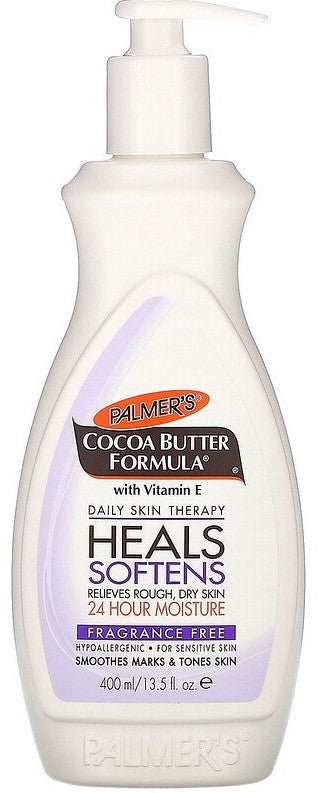 PALMER'S®
COCOA BUTTER
FORMULA®
with Vitamin E
DAILY SKIN THERAPY
HEALS
SOFTENS
RELIEVES ROUGH, DRY SKIN
24 HOUR MOISTURE
FRAGRANCE FREE
HYPOALLERGENIC • FOR SENSITIVE SKIN
SMOOTHES MARKS & TONES SKIN
400 ml/13.5 fl. oz. ℮
PALMER'S®